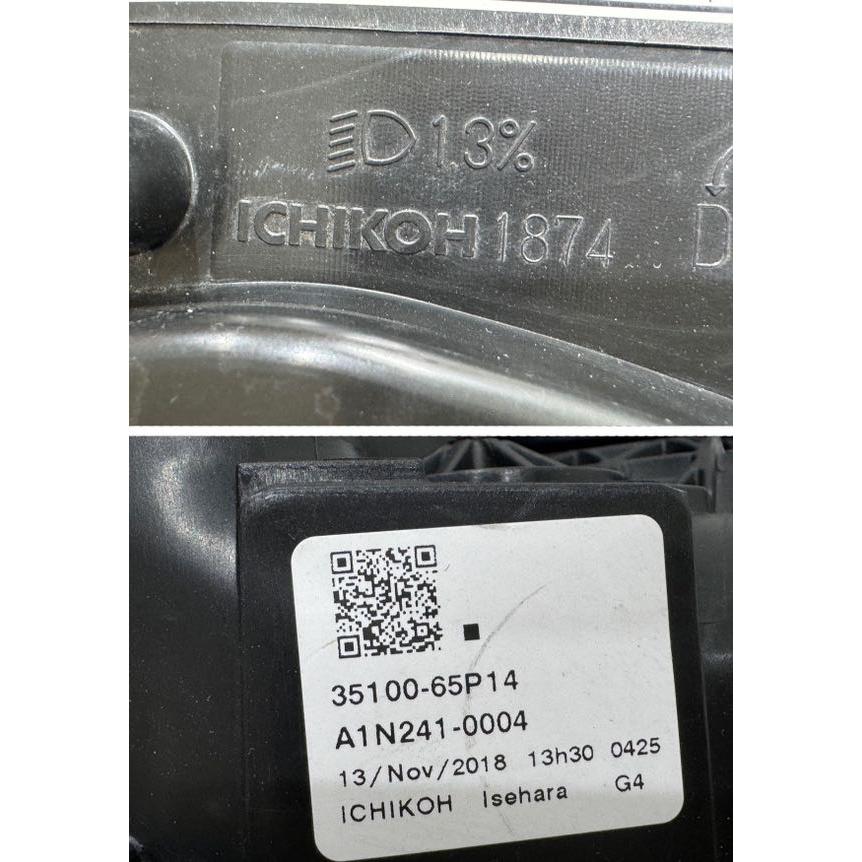 1.3%
ICHIKOH 1874
D
35100-65P14
A1N241-0004
13/Nov/2018 13h30 0425
ICHIKOH Isehara G4